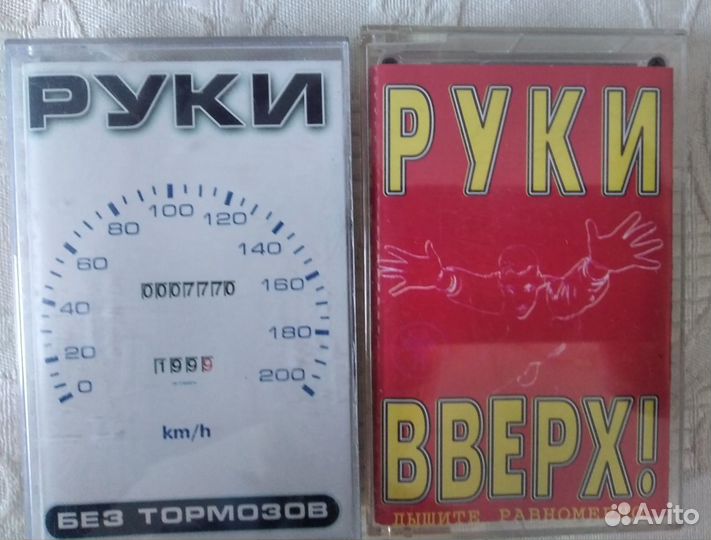 РУКИ
100
80
120
60
140
0007770
160
40
180
1999
20
200
0
km/h
БЕЗ ТОРМОЗОВ
РУКИ
ВВЕРХ!
ДЫШИТЕ
Avito